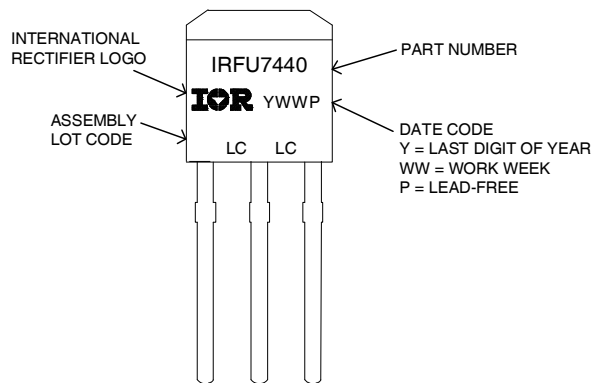 INTERNATIONAL
RECTIFIER LOGO
ASSEMBLY
LOT CODE
IRFU7440
IOR YWWP
LC LC
PART NUMBER
DATE CODE
Y = LAST DIGIT OF YEAR
WW = WORK WEEK
P = LEAD-FREE